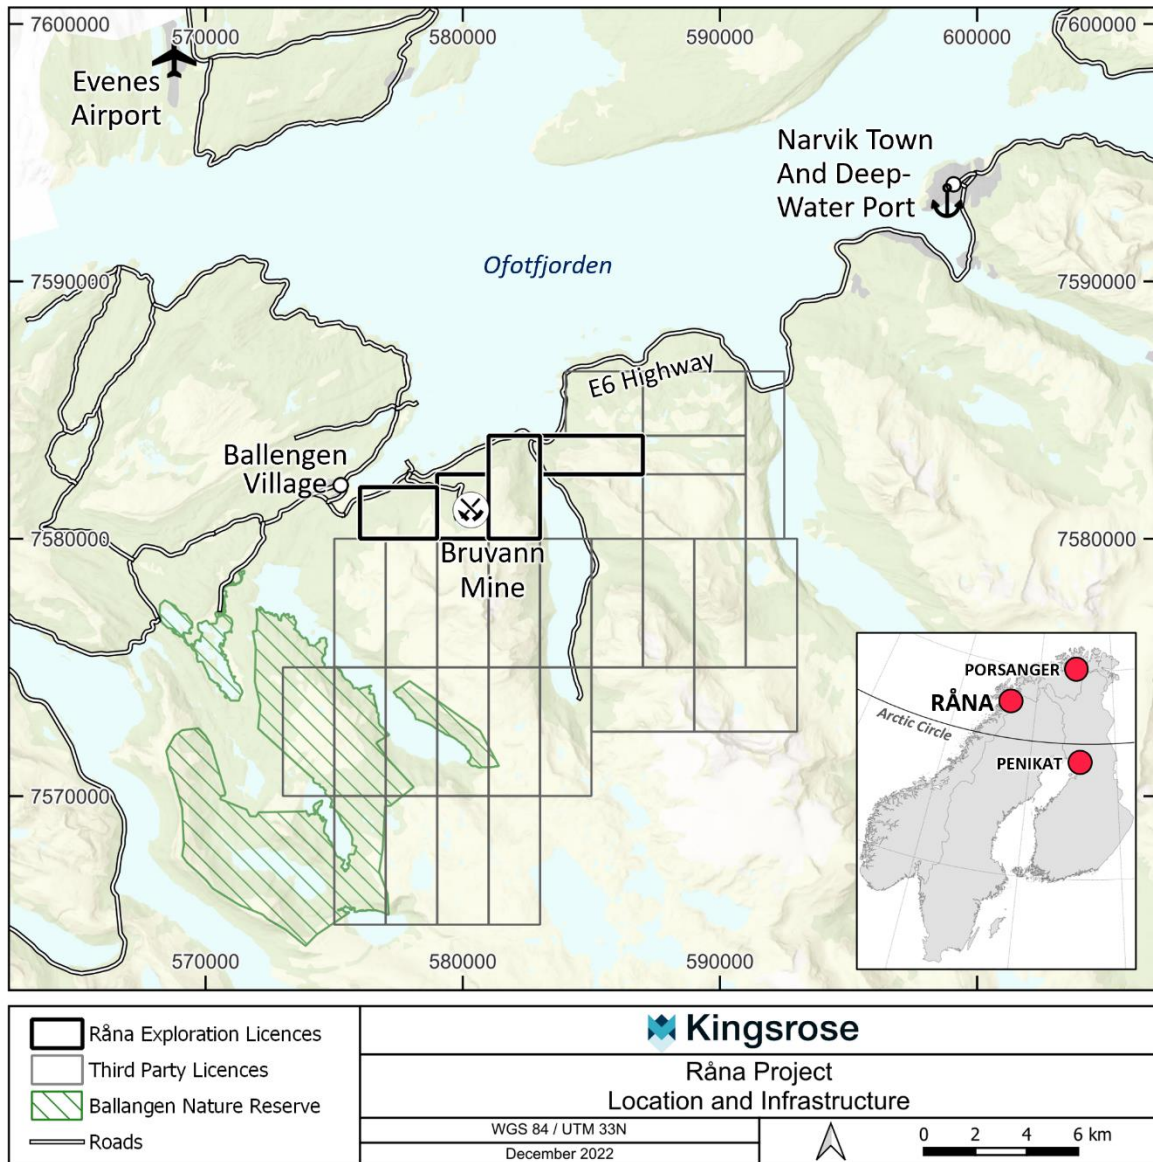 7600000
570000
580000
590000
600000
7600000
Evenes
Airport
Narvik Town
And Deep-
Water Port
Ofotfjorden
7590000
7590000
E6 Highway
Ballengen
Village
7580000
7580000
Bruvann
Mine
PORSANGER
RÅNA
Arctic Circle
PENIKAT
7570000
570000
580000
590000
Råna Exploration Licences
Third Party Licences
Ballangen Nature Reserve
Roads
Kingsrose
Råna Project
Location and Infrastructure
WGS 84 / UTM 33N
December 2022
0 2 4 6 km